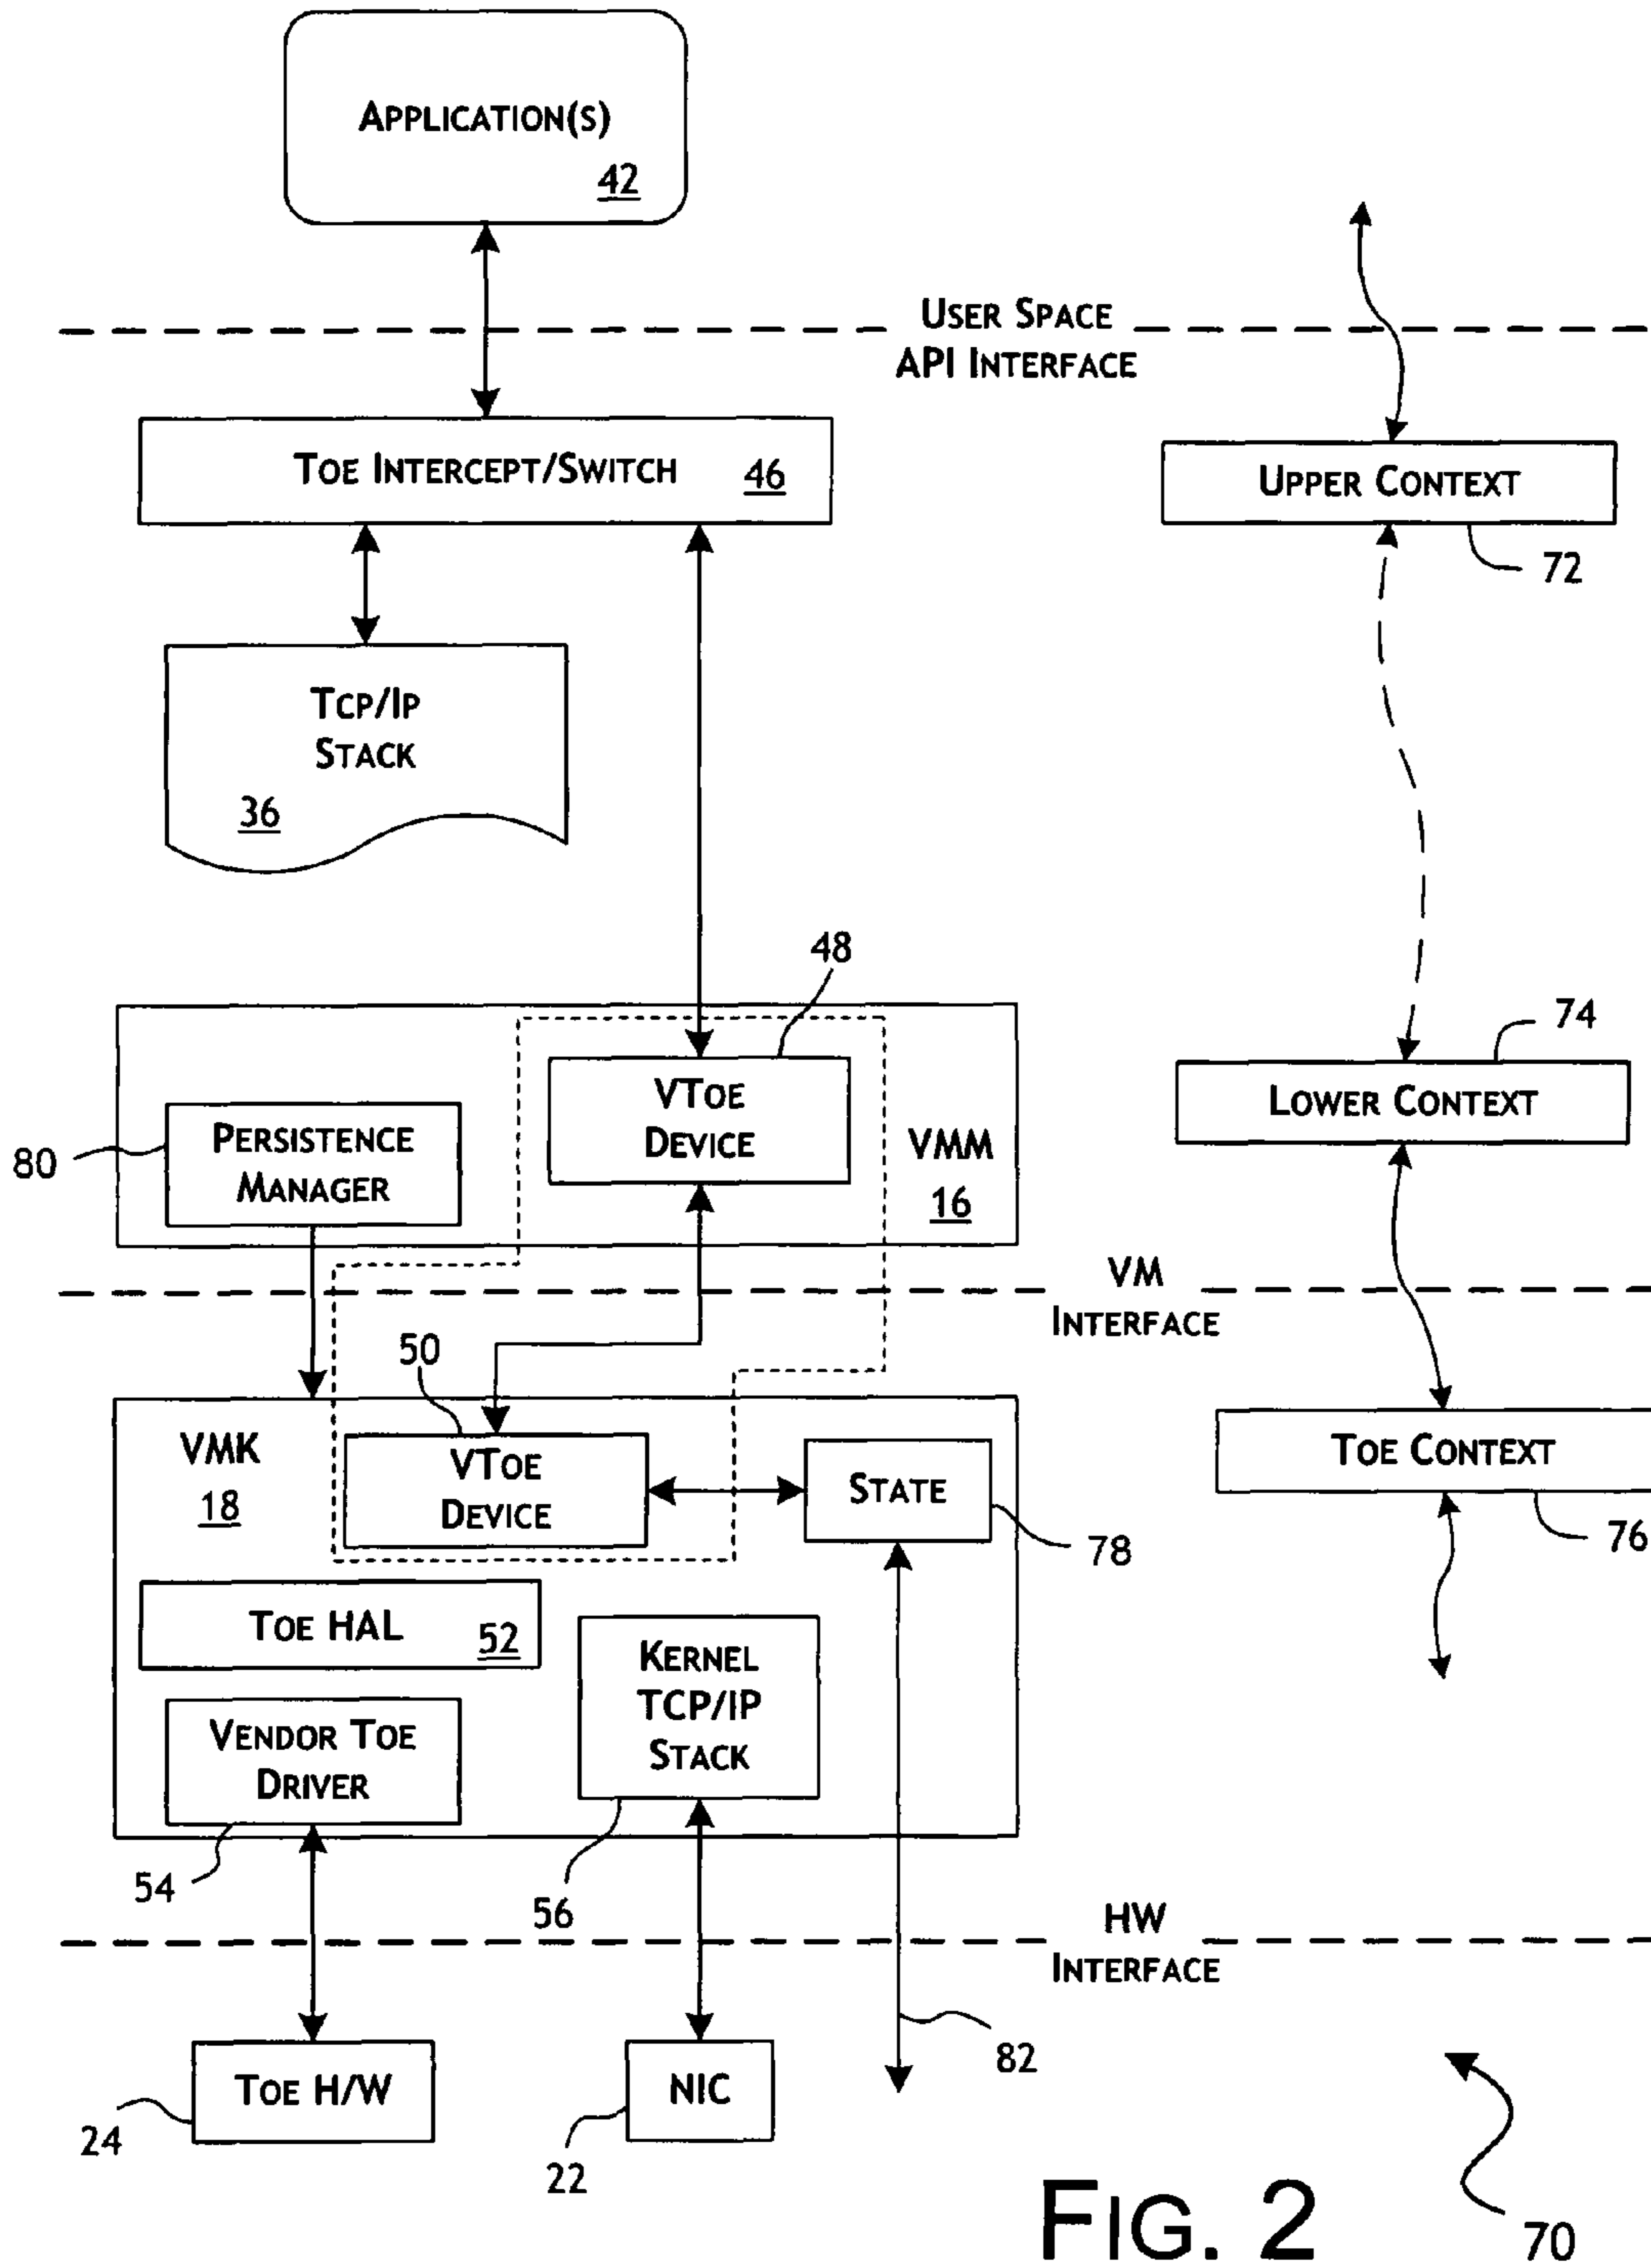 APPLICATION(S)
42
USER SPACE
API INTERFACE
TOE INTERCEPT/SWITCH 46
UPPER CONTEXT
72
TCP/IP
STACK
36
48
74
VTOE
DEVICE
LOWER CONTEXT
PERSISTENCE
MANAGER
80
VMM
16
VM
INTERFACE
50
VMK
18
VTOE
DEVICE
STATE
TOE CONTEXT
78
76
TOE HAL 52
KERNEL
TCP/IP
STACK
VENDOR TOE
DRIVER
54
56
HW
INTERFACE
82
TOE H/W
NIC
24
22
FIG. 2
70